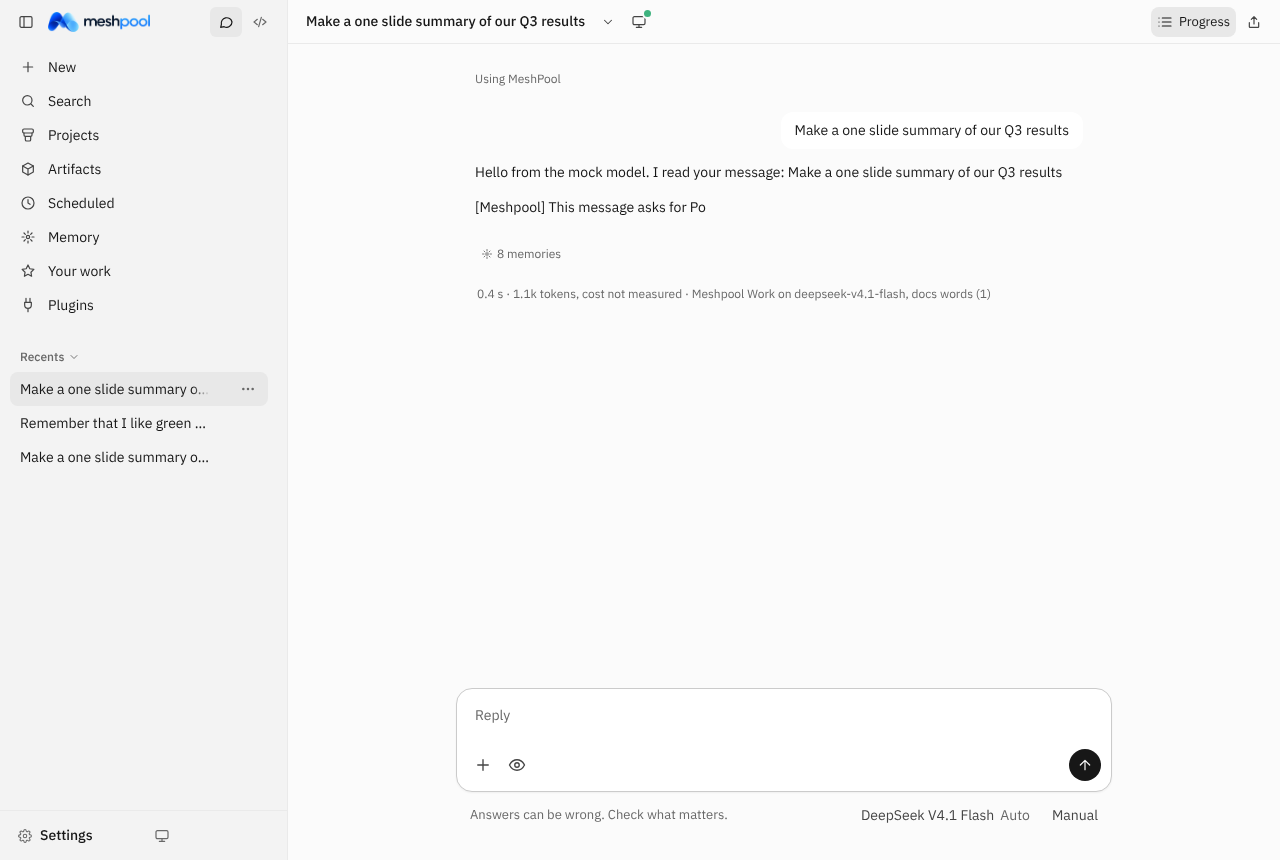 meshpool
Make a one slide summary of our Q3 results
Progress
New
Search
Projects
Artifacts
Scheduled
Memory
Your work
Plugins
Recents
Make a one slide summary o...
Remember that I like green ...
Make a one slide summary o...
Settings
Using MeshPool
Make a one slide summary of our Q3 results
Hello from the mock model. I read your message: Make a one slide summary of our Q3 results
[Meshpool] This message asks for Po
8 memories
0.4 s · 1.1k tokens, cost not measured · Meshpool Work on deepseek-v4.1-flash, docs words (1)
Reply
Answers can be wrong. Check what matters.
DeepSeek V4.1 Flash Auto Manual